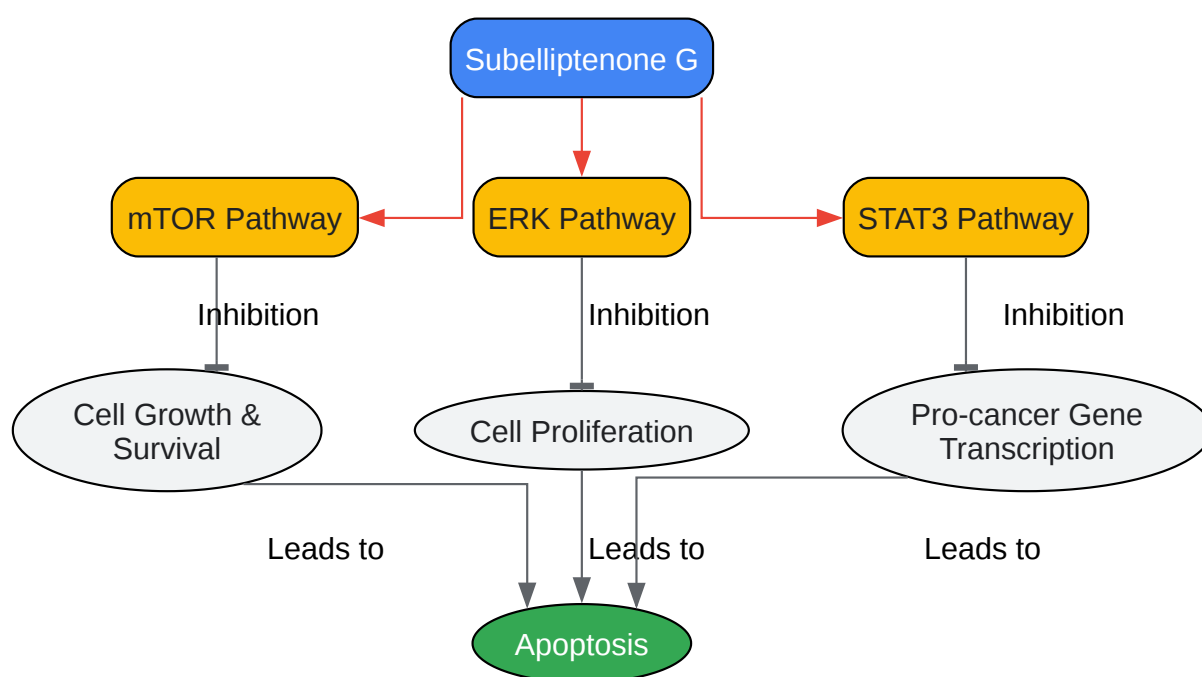 Subelliptenone G
mTOR Pathway
ERK Pathway
STAT3 Pathway
Inhibition
Inhibition
Inhibition
Cell Growth &
Survival
Cell Proliferation
Pro-cancer Gene
Transcription
Leads to
Leads to
Leads to
Apoptosis